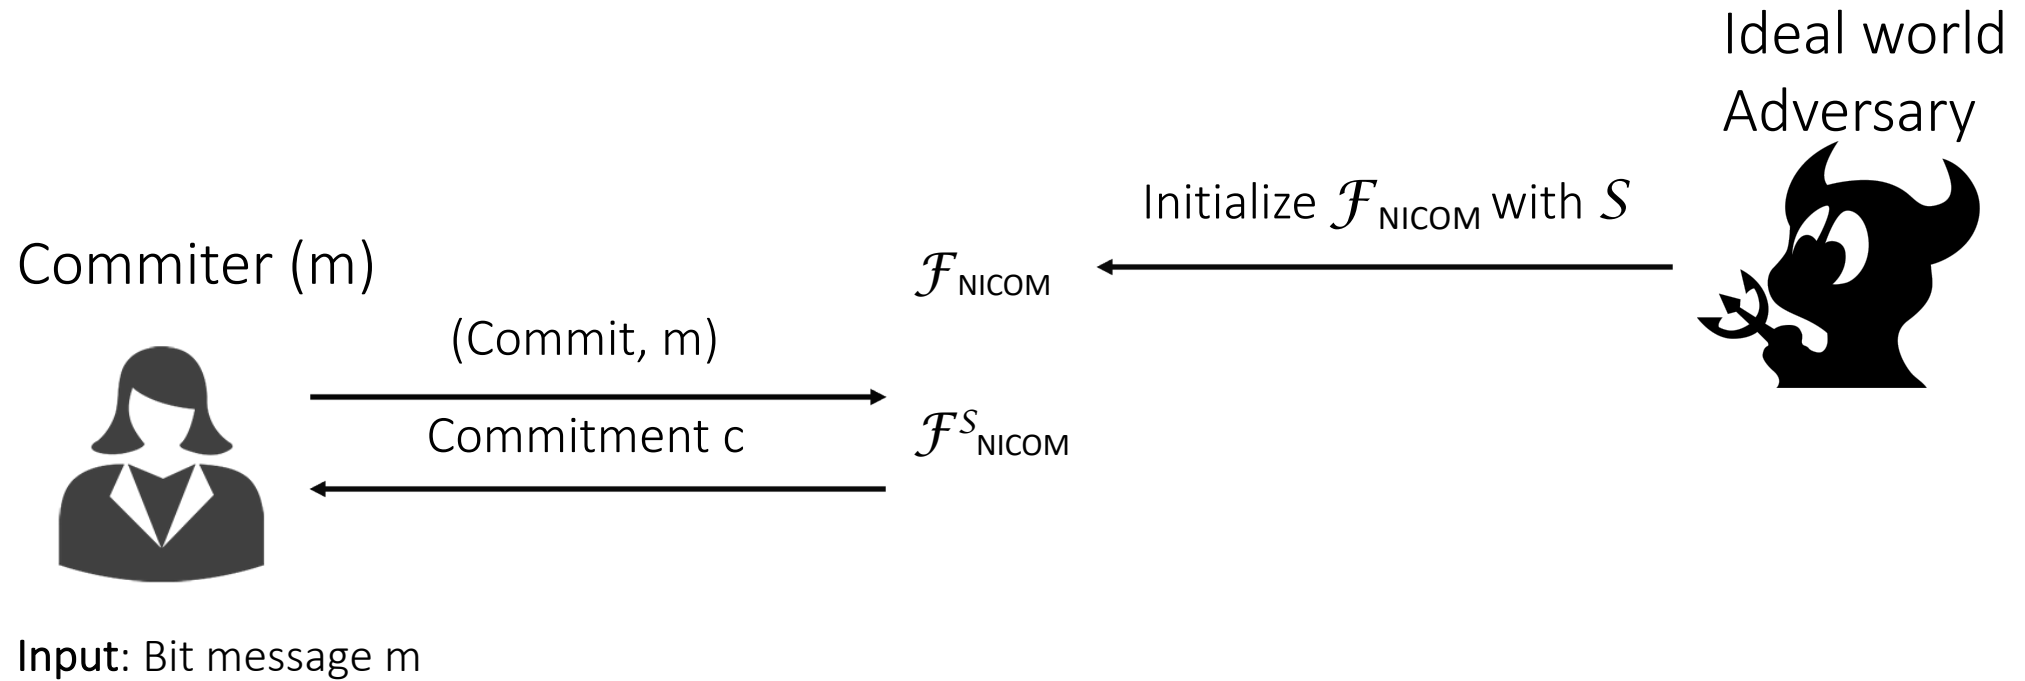 Ideal world
Adversary
Initialize ℱNICOM with 𝒮
Commiter (m)
ℱNICOM
(Commit, m)
Commitment c
ℱ𝒮NICOM
Input: Bit message m